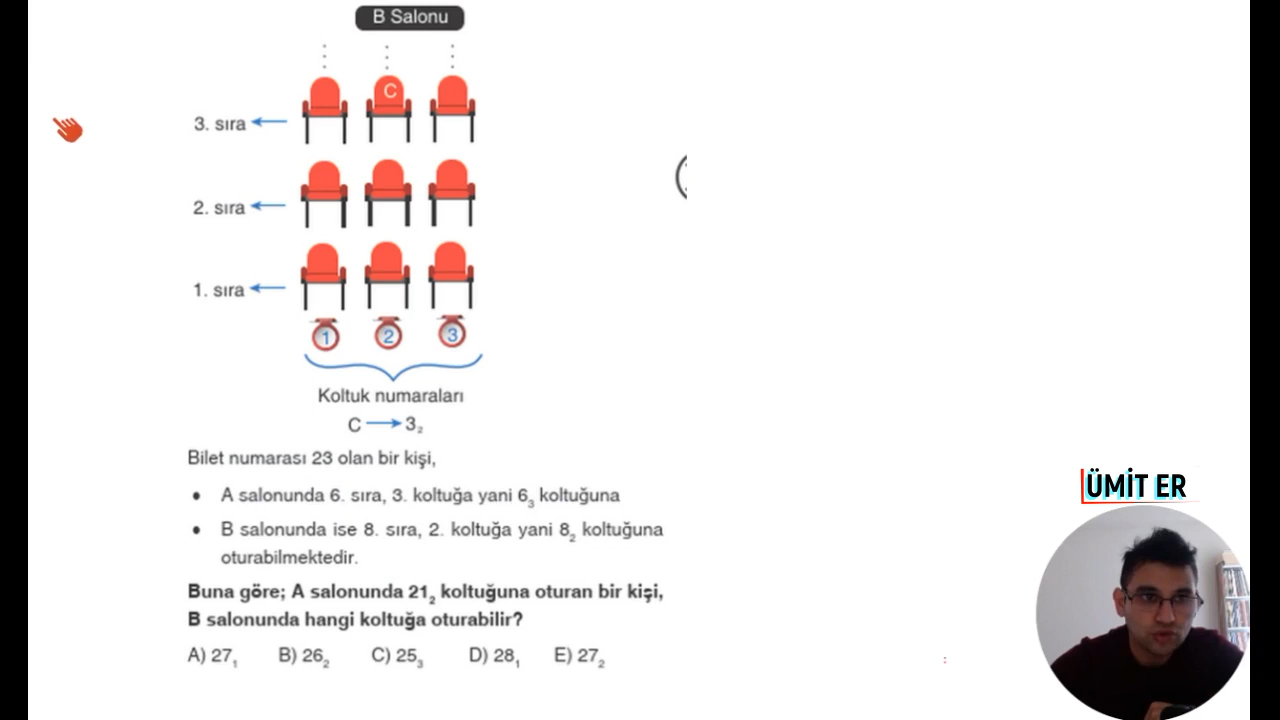 B Salonu
C
3. sıra
2. sıra
1. sıra
1 2 3
Koltuk numaraları
C → 3₂
Bilet numarası 23 olan bir kişi,
• A salonunda 6. sıra, 3. koltuğa yani 6₃ koltuğuna
• B salonunda ise 8. sıra, 2. koltuğa yani 8₂ koltuğuna
oturabilmektedir.
Buna göre; A salonunda 21₂ koltuğuna oturan bir kişi,
B salonunda hangi koltuğa oturabilir?
A) 27₁ B) 26₂ C) 25₃ D) 28₁ E) 27₂
ÜMİT ER